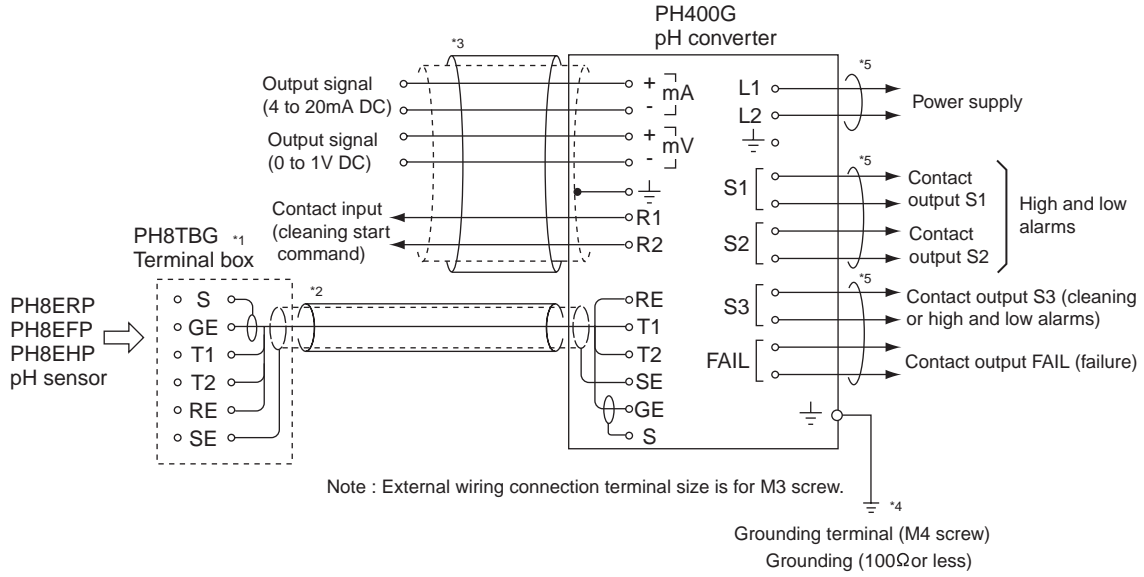 PH400G
pH converter
*3
Output signal
(4 to 20mA DC)
+
-
mA
Output signal
(0 to 1V DC)
+
-
mV
Contact input
(cleaning start
command)
R1
R2
L1
L2
*5
Power supply
S1
*5
Contact
output S1
S2
Contact
output S2
High and low
alarms
S3
*5
Contact output S3 (cleaning
or high and low alarms)
FAIL
Contact output FAIL (failure)
PH8TBG *1
Terminal box
PH8ERP
PH8EFP
PH8EHP
pH sensor
S
GE
T1
T2
RE
SE
*2
RE
T1
T2
SE
GE
S
Note : External wiring connection terminal size is for M3 screw.
*4
Grounding terminal (M4 screw)
Grounding (100Ωor less)